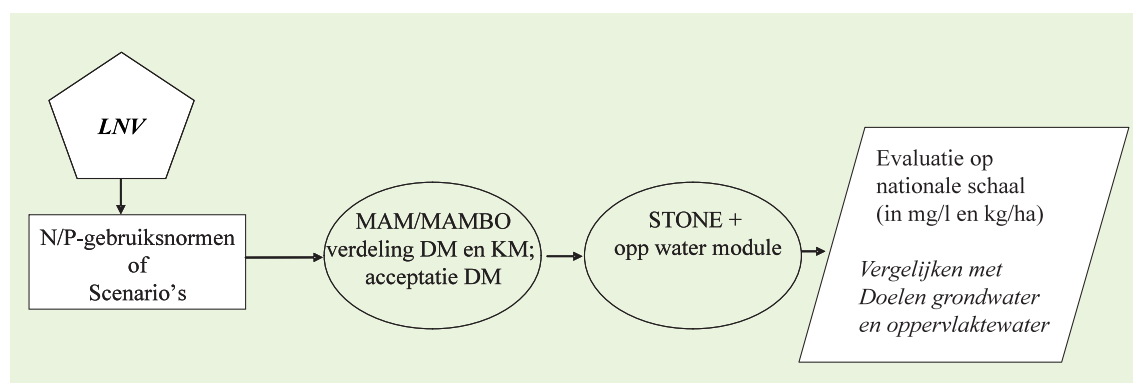 LNV
N/P-gebruiksnormen
of
Scenario's
MAM/MAMBO
verdeling DM en KM;
acceptatie DM
STONE +
opp water module
Evaluatie op
nationale schaal
(in mg/l en kg/ha)
Vergelijken met
Doelen grondwater
en oppervlaktewater